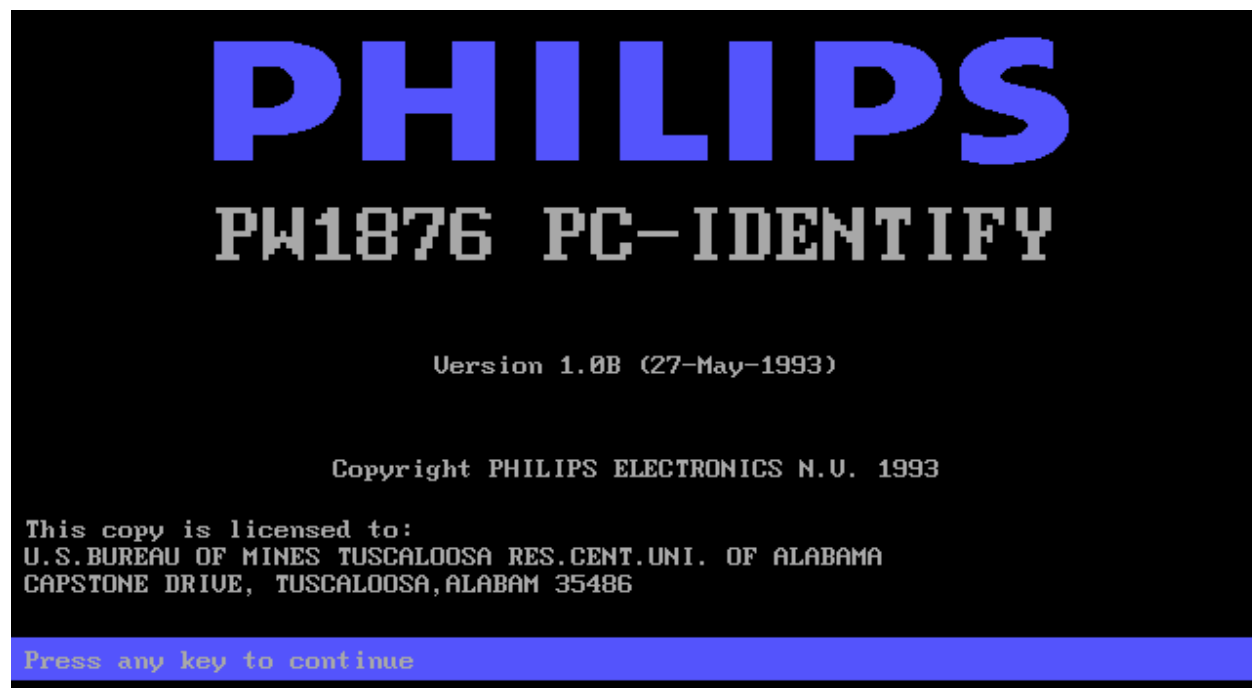 PHILIPS
PW1876 PC-IDENTIFY
Version 1.0B (27-May-1993)
Copyright PHILIPS ELECTRONICS N.V. 1993
This copy is licensed to:
U.S.BUREAU OF MINES TUSCALOOSA RES.CENT.UNI. OF ALABAMA
CAPSTONE DRIVE, TUSCALOOSA,ALABAM 35486
Press any key to continue